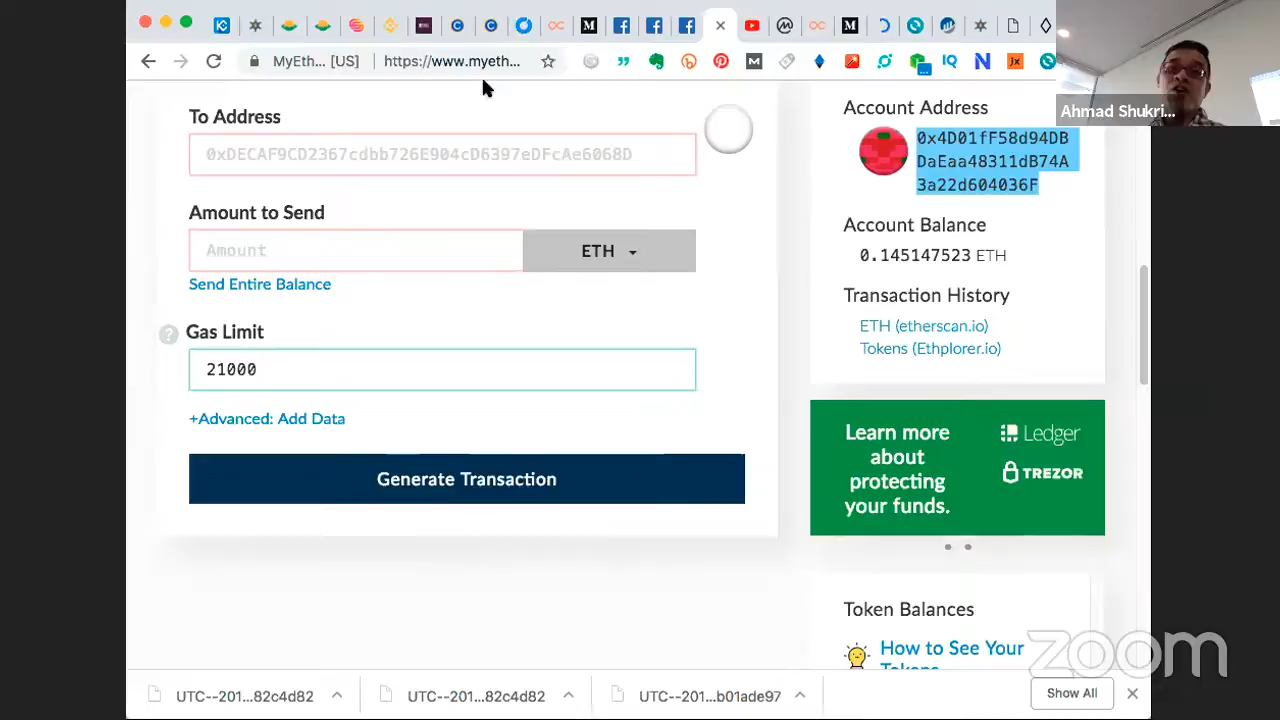 MyEth... [US]
https://www.myeth...
Ahmad Shukri...
To Address
0xDECAF9CD2367cdbb726E904cD6397eDFcAe6068D
Amount to Send
Amount
ETH
Send Entire Balance
Gas Limit
21000
+Advanced: Add Data
Generate Transaction
Account Address
0x4D01fF58d94DB
DaEaa48311dB74A
3a22d604036F
Account Balance
0.145147523 ETH
Transaction History
ETH (etherscan.io)
Tokens (Ethplorer.io)
Learn more
about
protecting
your funds.
Ledger
TREZOR
Token Balances
How to See Your
Tokens
zoom
UTC--201...82c4d82
UTC--201...82c4d82
UTC--201...b01ade97
Show All